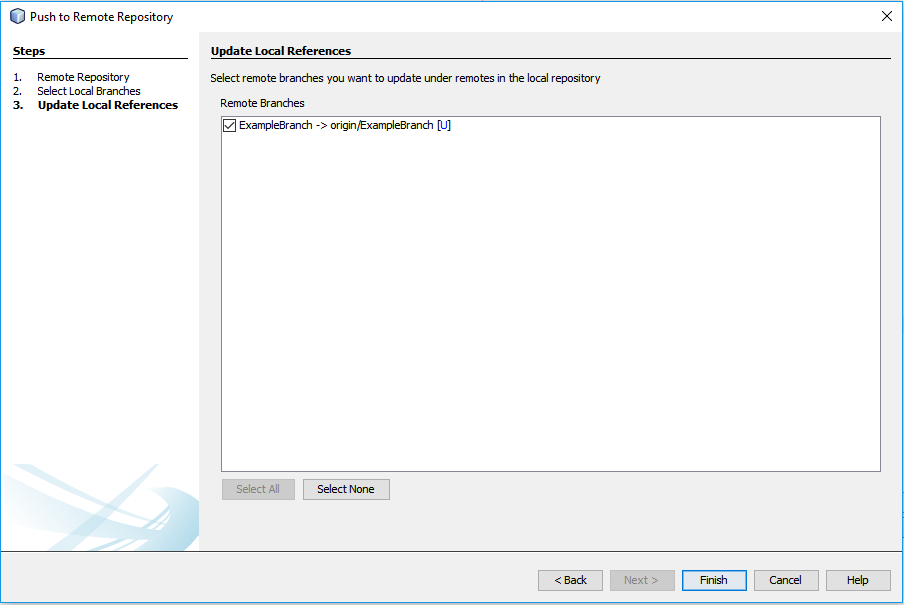 Push to Remote Repository
Steps
1. Remote Repository
2. Select Local Branches
3. Update Local References
Update Local References
Select remote branches you want to update under remotes in the local repository
Remote Branches
ExampleBranch -> origin/ExampleBranch [U]
Select All
Select None
< Back
Next >
Finish
Cancel
Help